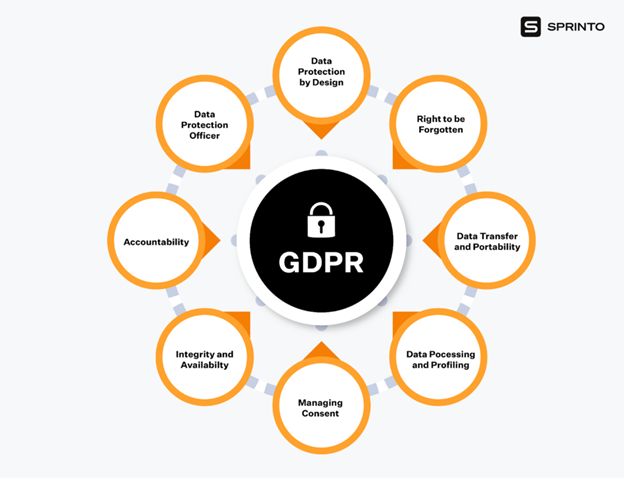 SPRINTO
Data
Protection
by Design
Right to be
Forgotten
Data Transfer
and Portability
Data Pocessing
and Profiling
Managing
Consent
Integrity and
Availabilty
Accountability
Data
Protection
Officer
GDPR